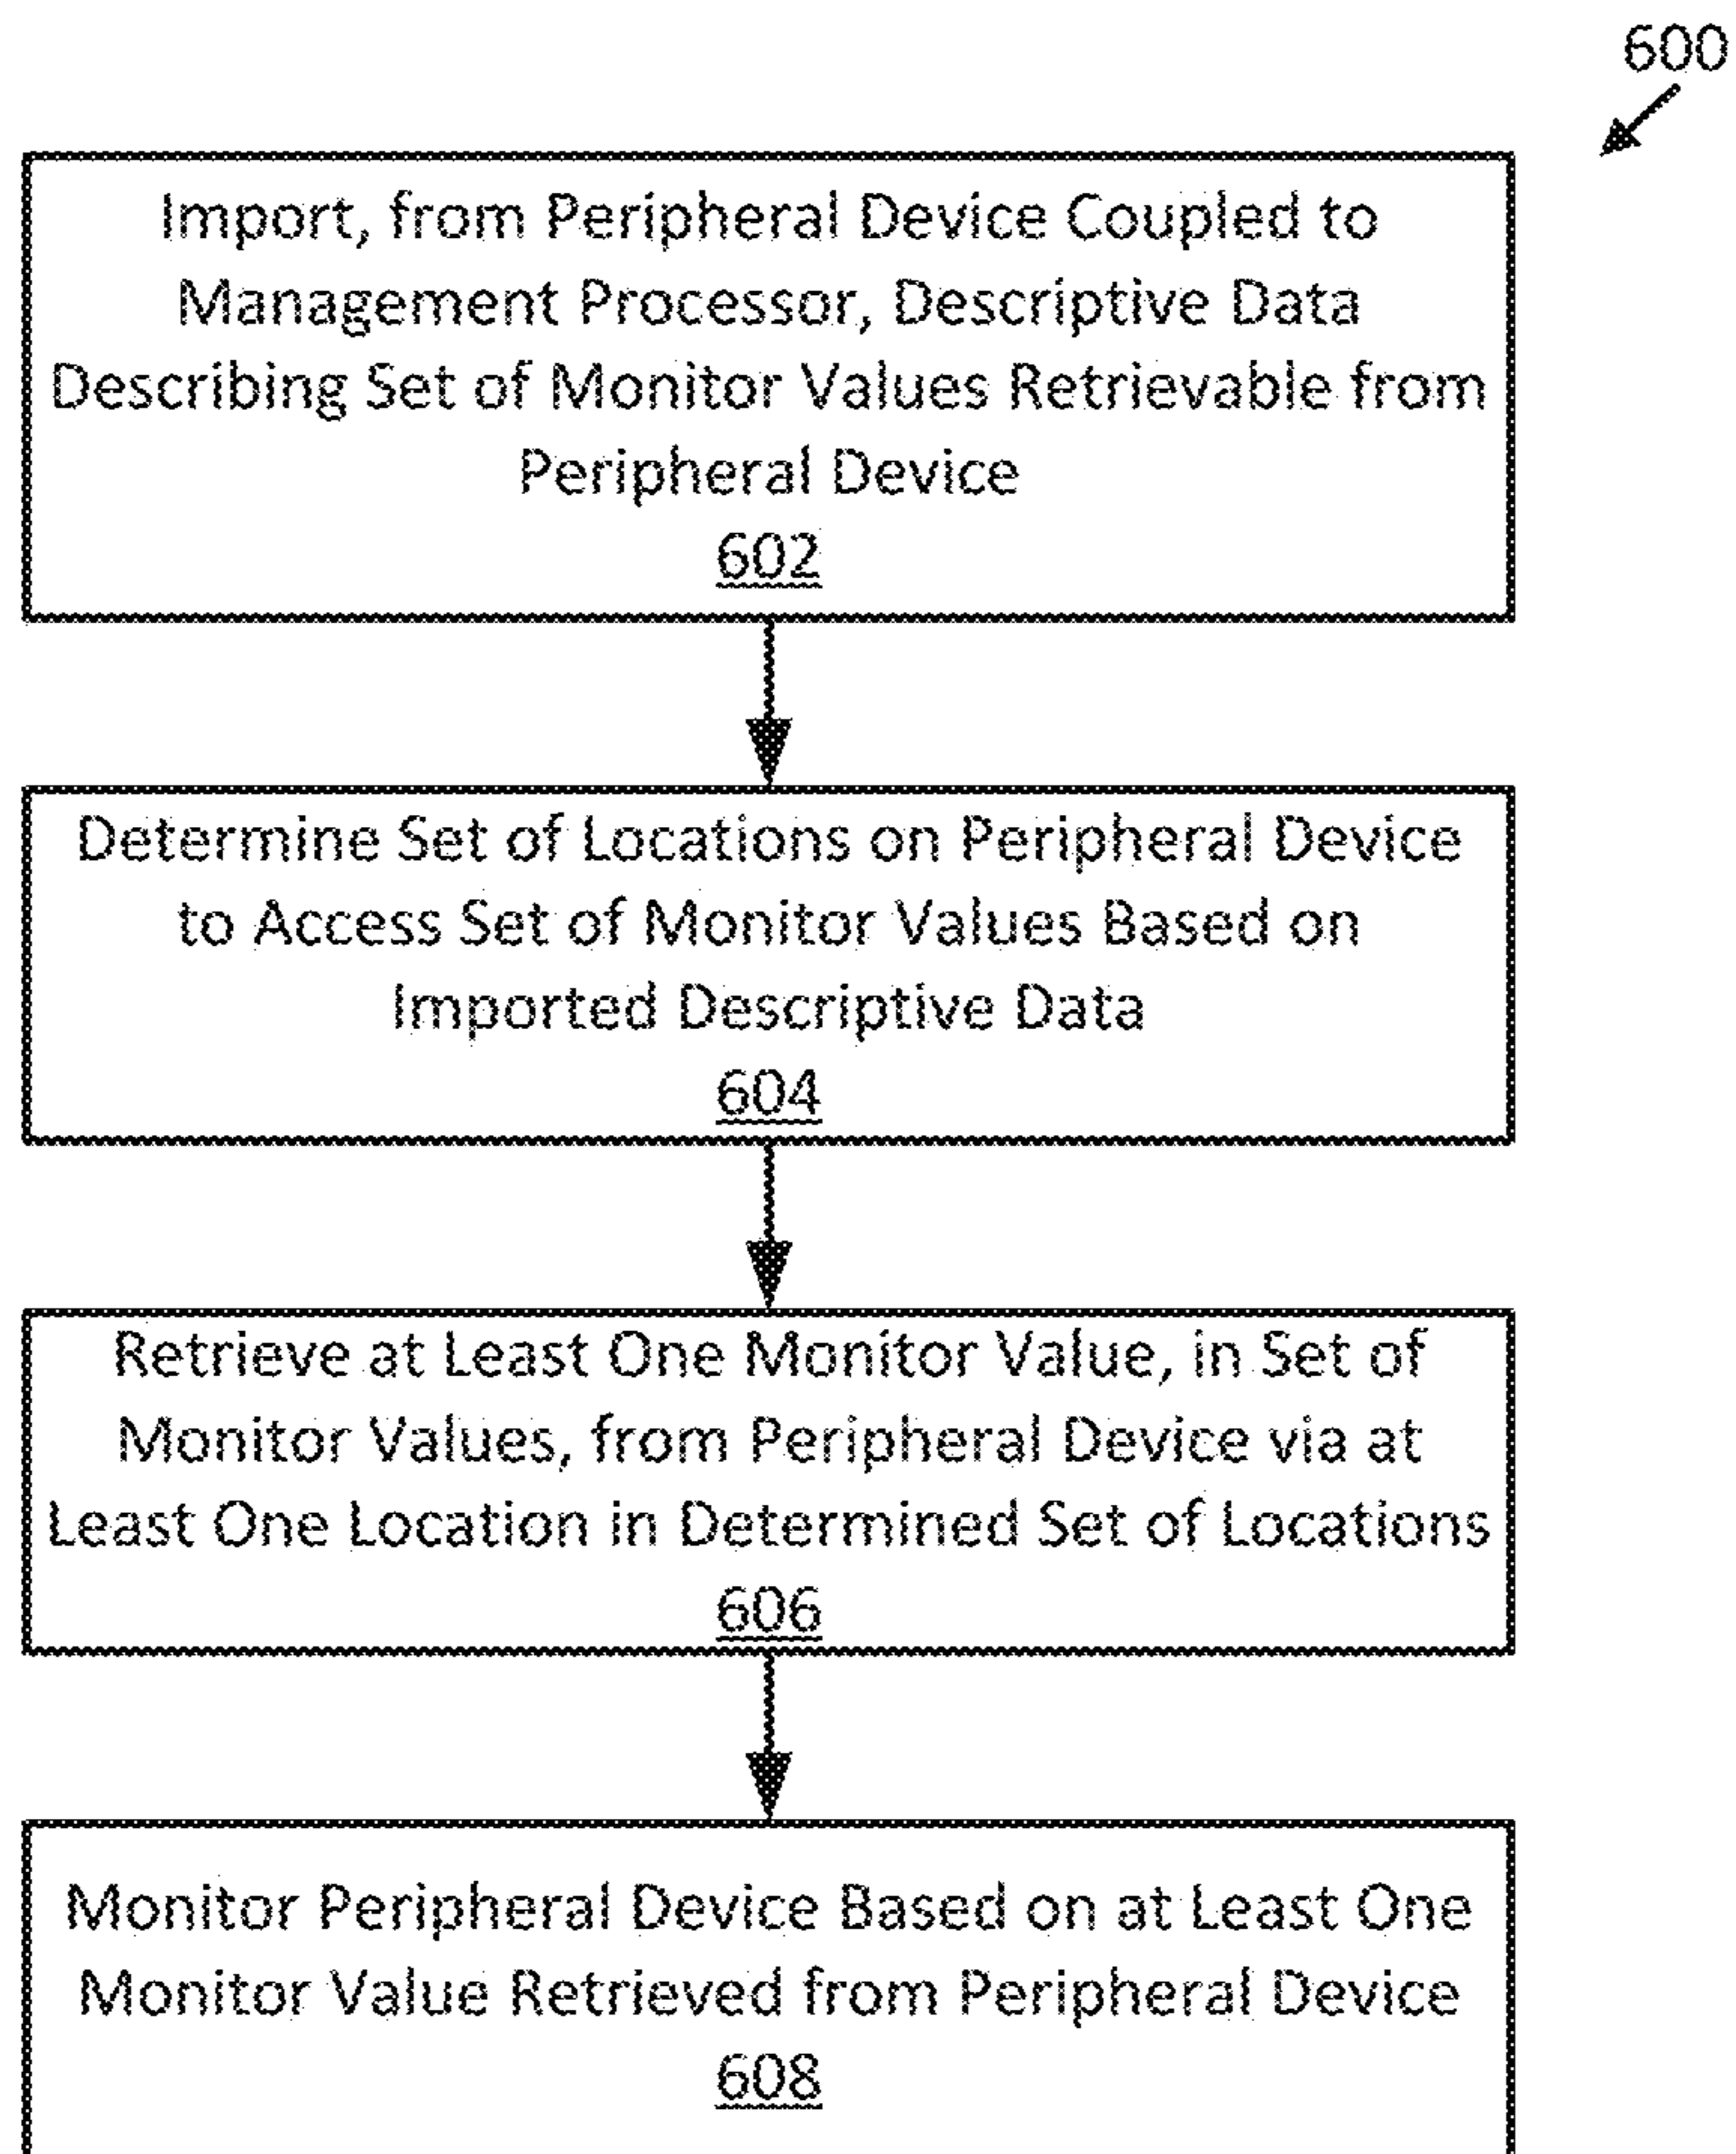 600
Import, from Peripheral Device Coupled to
Management Processor, Descriptive Data
Describing Set of Monitor Values Retrievable from
Peripheral Device
602
Determine Set of Locations on Peripheral Device
to Access Set of Monitor Values Based on
Imported Descriptive Data
604
Retrieve at Least One Monitor Value, in Set of
Monitor Values, from Peripheral Device via at
Least One Location in Determined Set of Locations
606
Monitor Peripheral Device Based on at Least One
Monitor Value Retrieved from Peripheral Device
608